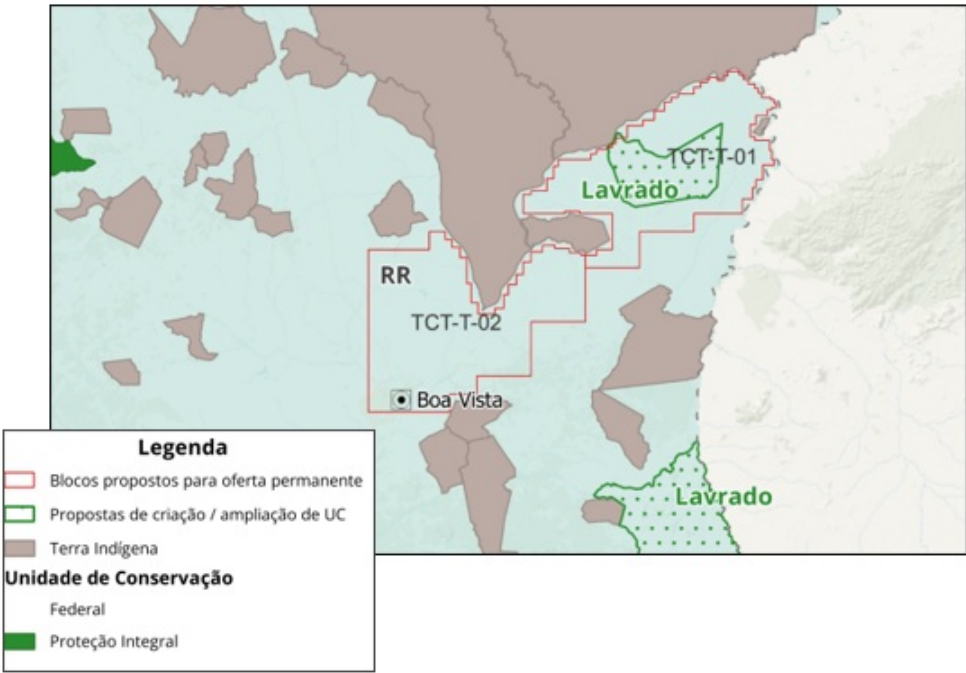 TCT-T-01
Lavrado
RR
TCT-T-02
Boa Vista
Lavrado
Legenda
Blocos propostos para oferta permanente
Propostas de criação / ampliação de UC
Terra Indígena
Unidade de Conservação
Federal
Proteção Integral